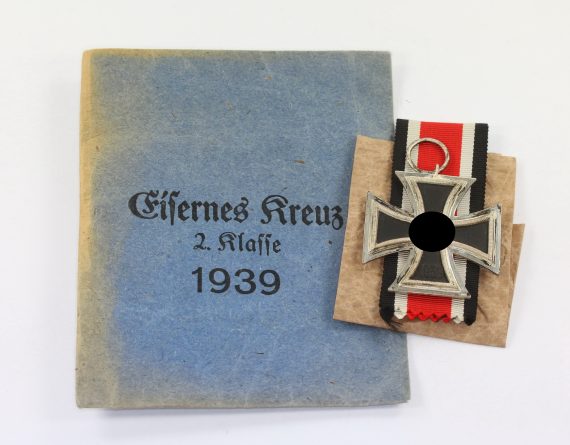 Eisernes Kreuz
2. Klasse
1939